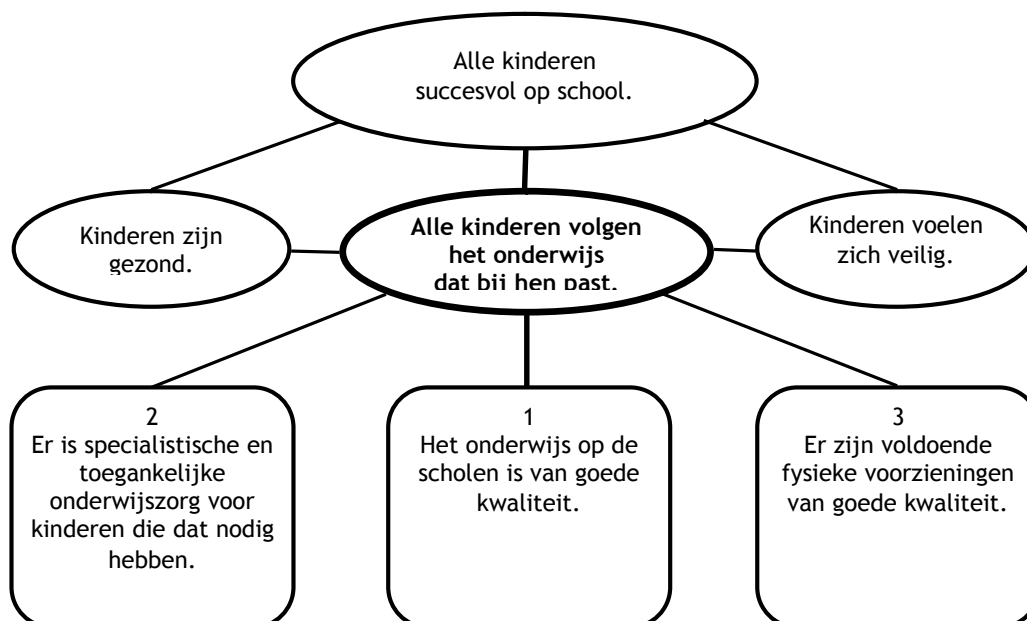 Alle kinderen
succesvol op school.
Kinderen zijn
gezond.
Alle kinderen volgen
het onderwijs
dat bij hen past.
Kinderen voelen
zich veilig.
2
Er is specialistische en
toegankelijke
onderwijszorg voor
kinderen die dat nodig
hebben.
1
Het onderwijs op de
scholen is van goede
kwaliteit.
3
Er zijn voldoende
fysieke voorzieningen
van goede kwaliteit.